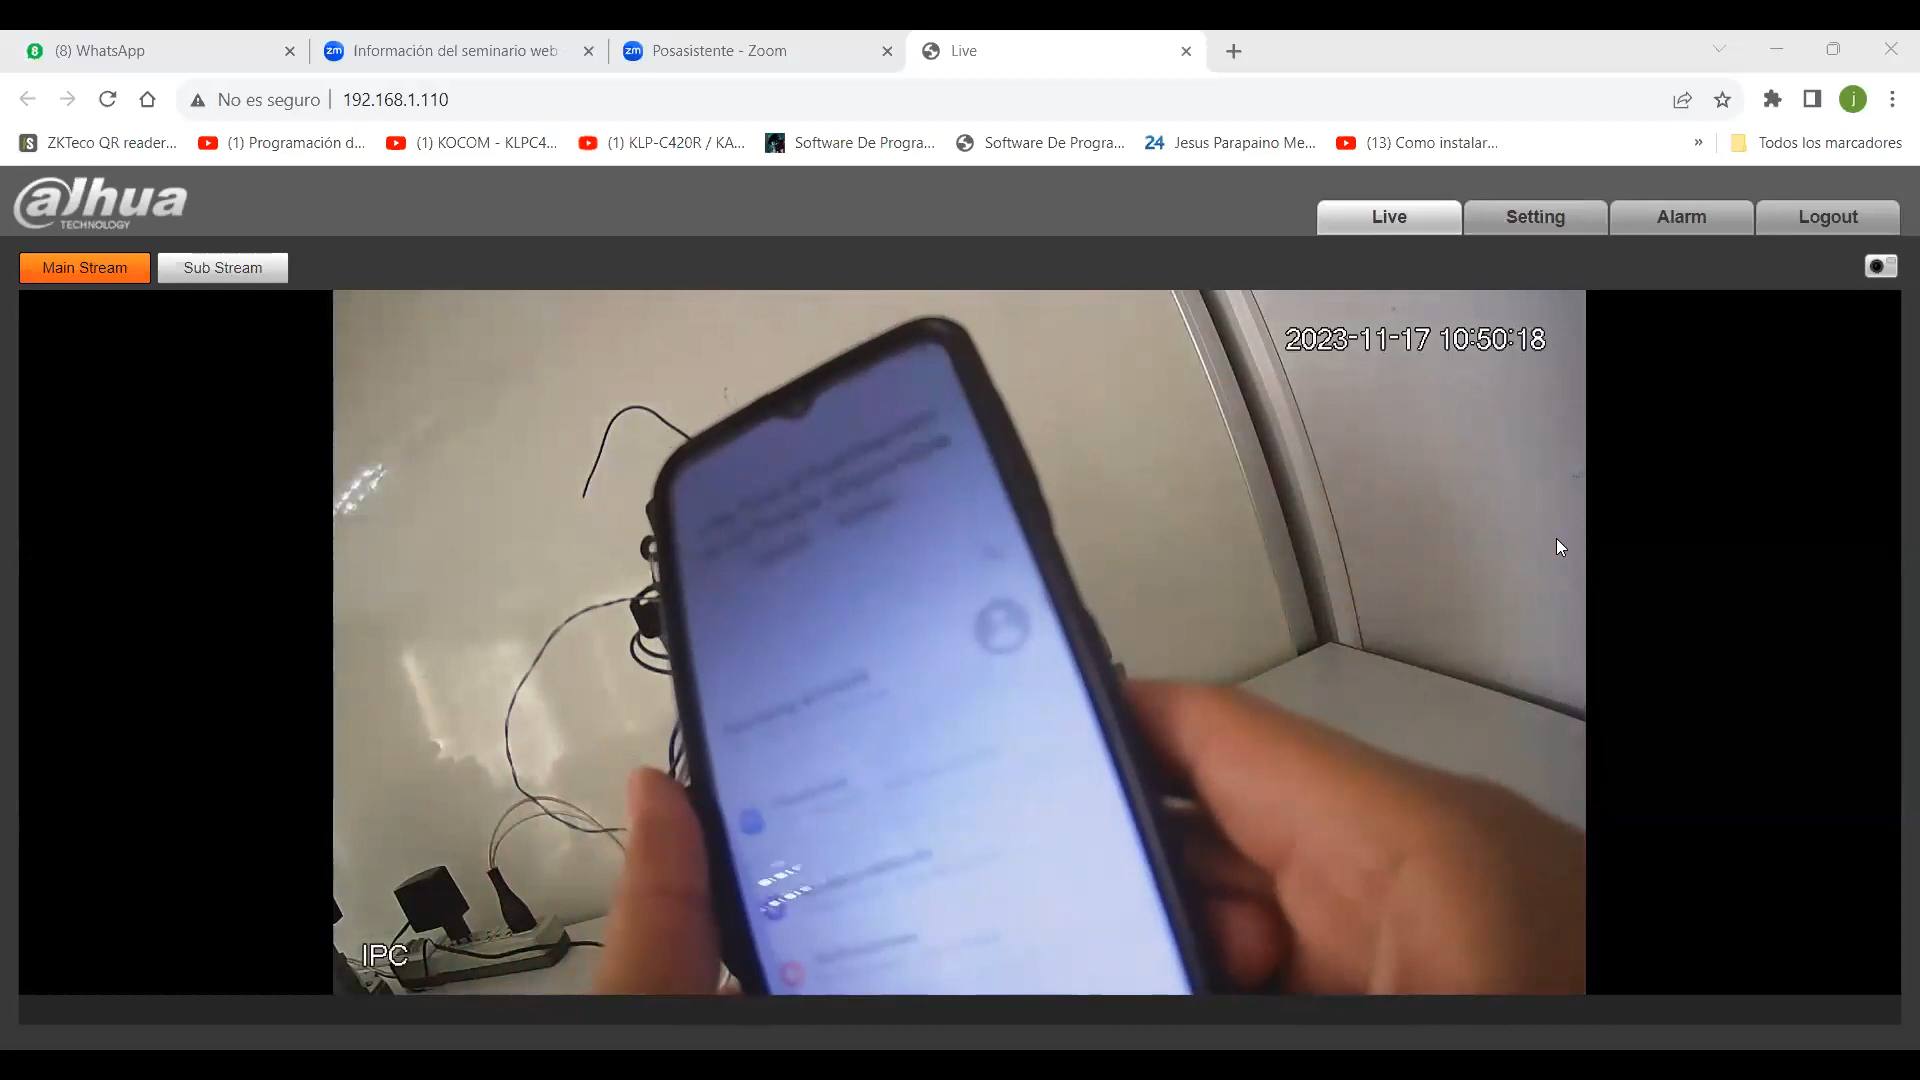 (8) WhatsApp
Información del seminario web -
Posasistente - Zoom
Live
No es seguro
192.168.1.110
ZKTeco QR reader...
(1) Programación d...
(1) KOCOM - KLPC4...
(1) KLP-C420R / KA...
Software De Progra...
Software De Progra...
24
Jesus Parapaino Me...
(13) Como instalar...
»
Todos los marcadores
j
alhua
TECHNOLOGY
Live
Setting
Alarm
Logout
Main Stream
Sub Stream
2023-11-17 10:50:18
IPC